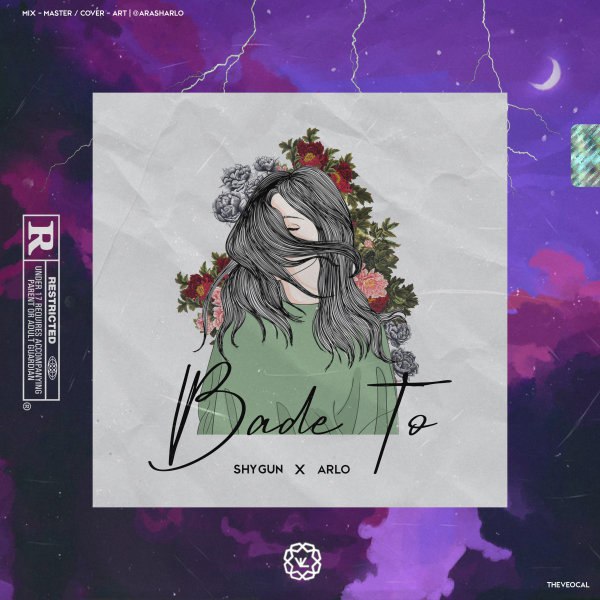 MIX - MASTER / COVER - ART | @ARASHARLO
R
RESTRICTED
UNDER 17 REQUIRES ACCOMPANYING
PARENT OR ADULT GUARDIAN
®
Bade To
SHYGUN X ARLO
THEVEOCAL